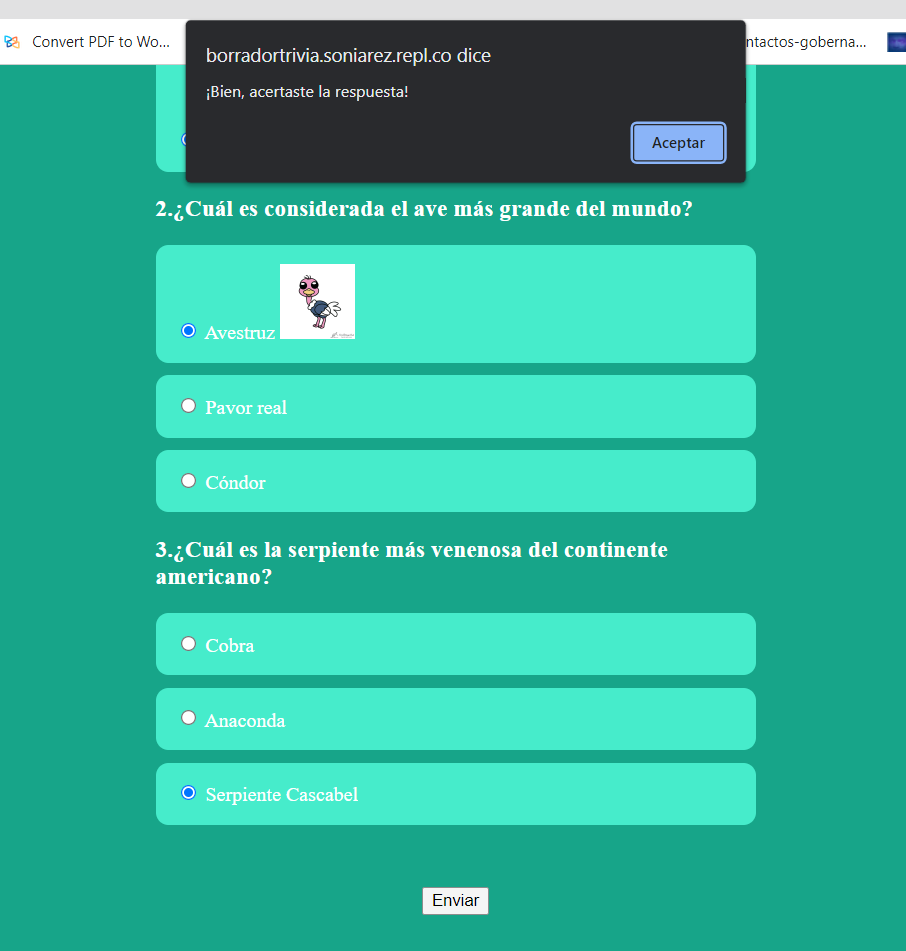 Convert PDF to Wo...
ntactos-goberna...
borradortrivia.soniarez.repl.co dice
¡Bien, acertaste la respuesta!
Aceptar
2.¿Cuál es considerada el ave más grande del mundo?
Avestruz
Pavor real
Cóndor
3.¿Cuál es la serpiente más venenosa del continente
americano?
Cobra
Anaconda
Serpiente Cascabel
Enviar